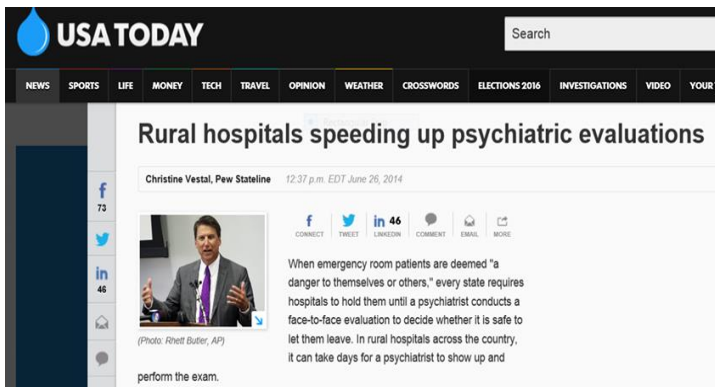 USA TODAY
Search
NEWS SPORTS LIFE MONEY TECH TRAVEL OPINION WEATHER CROSSWORDS ELECTIONS 2016 INVESTIGATIONS VIDEO YOUR
Rural hospitals speeding up psychiatric evaluations
Christine Vestal, Pew Stateline 12:37 p.m. EDT June 26, 2014
73
46
46
CONNECT TWEET LINKEDIN COMMENT EMAIL MORE
(Photo: Rhett Butler, AP)
When emergency room patients are deemed "a
danger to themselves or others," every state requires
hospitals to hold them until a psychiatrist conducts a
face-to-face evaluation to decide whether it is safe to
let them leave. In rural hospitals across the country,
it can take days for a psychiatrist to show up and
perform the exam.